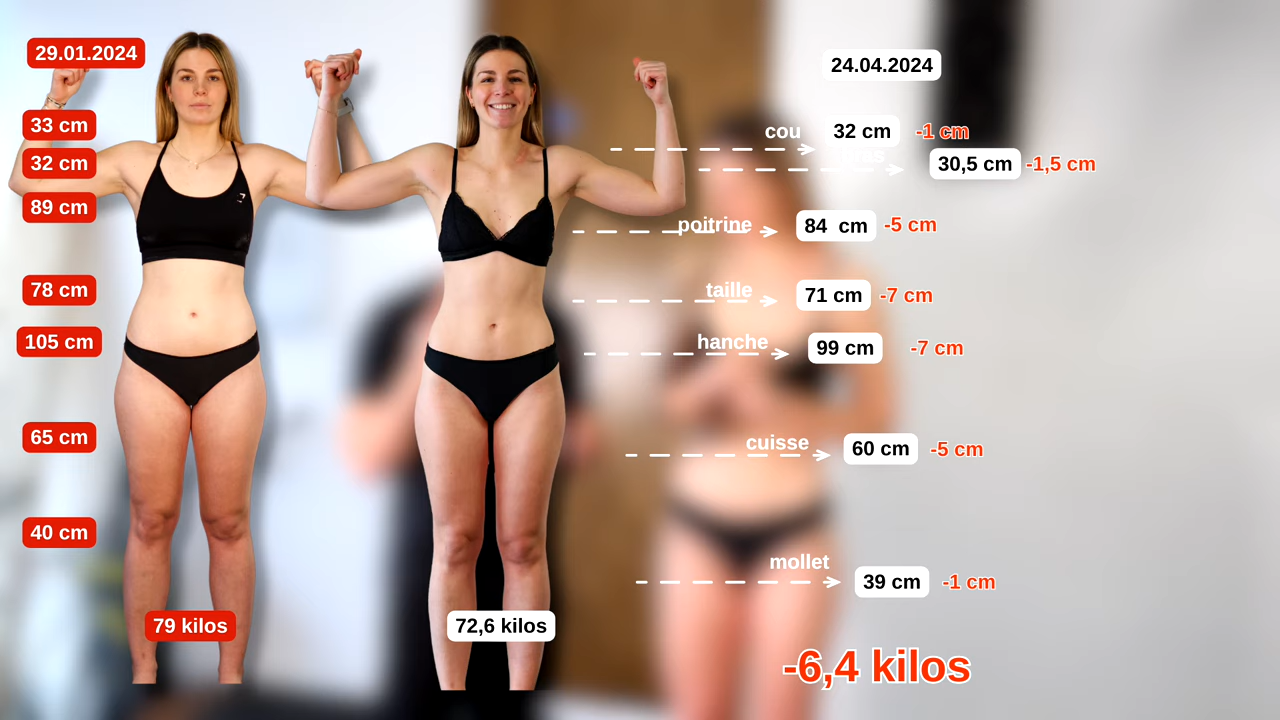 29.01.2024
33 cm
32 cm
89 cm
78 cm
105 cm
65 cm
40 cm
79 kilos
72,6 kilos
24.04.2024
cou 32 cm -1 cm
bras 30,5 cm -1,5 cm
poitrine 84 cm -5 cm
taille 71 cm -7 cm
hanche 99 cm -7 cm
cuisse 60 cm -5 cm
mollet 39 cm -1 cm
-6,4 kilos